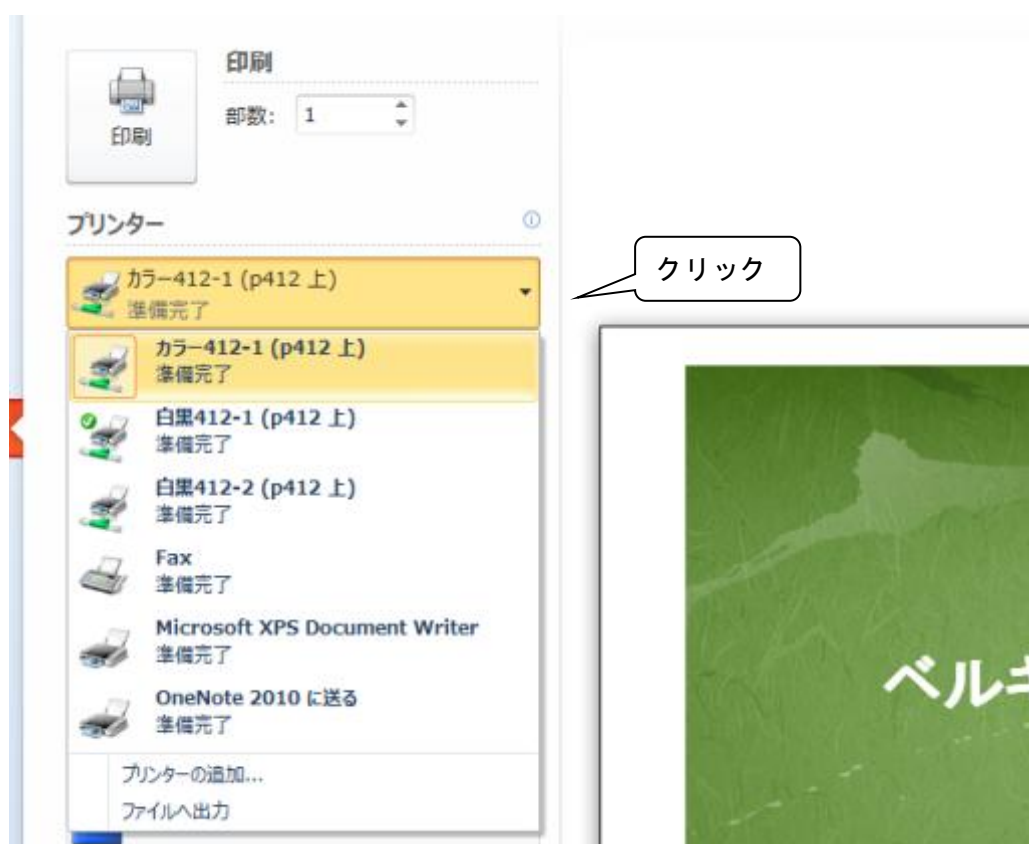 印刷
部数: 1
印刷
プリンター
カラー412-1 (p412 上)
準備完了
クリック
カラー412-1 (p412 上)
準備完了
白黒412-1 (p412 上)
準備完了
白黒412-2 (p412 上)
準備完了
Fax
準備完了
Microsoft XPS Document Writer
準備完了
OneNote 2010 に送る
準備完了
プリンターの追加...
ファイルへ出力
ベルギ